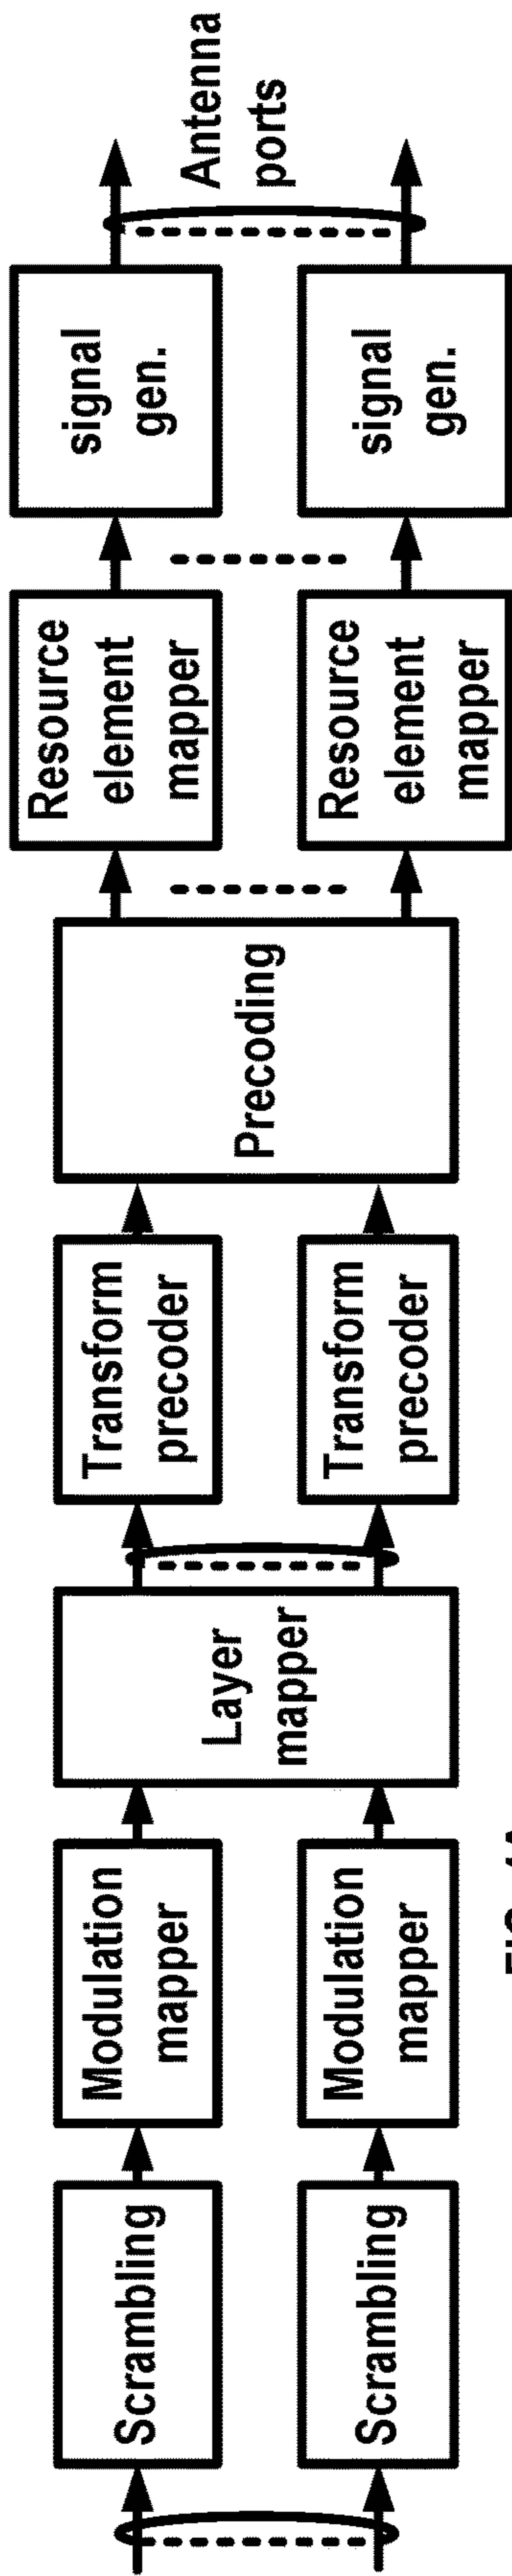 Scrambling
Modulation
mapper
Layer
mapper
Transform
precoder
Precoding
Resource
element
mapper
signal
gen.
Antenna
ports
Scrambling
Modulation
mapper
Transform
precoder
Resource
element
mapper
signal
gen.